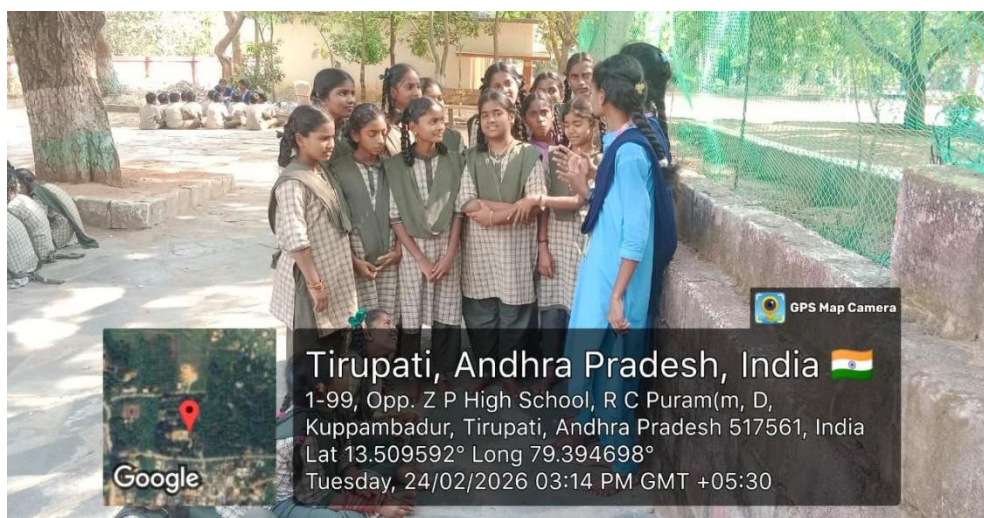 GPS Map Camera
Tirupati, Andhra Pradesh, India
1-99, Opp. Z P High School, R C Puram(m, D,
Kuppambadur, Tirupati, Andhra Pradesh 517561, India
Lat 13.509592° Long 79.394698°
Tuesday, 24/02/2026 03:14 PM GMT +05:30
Google